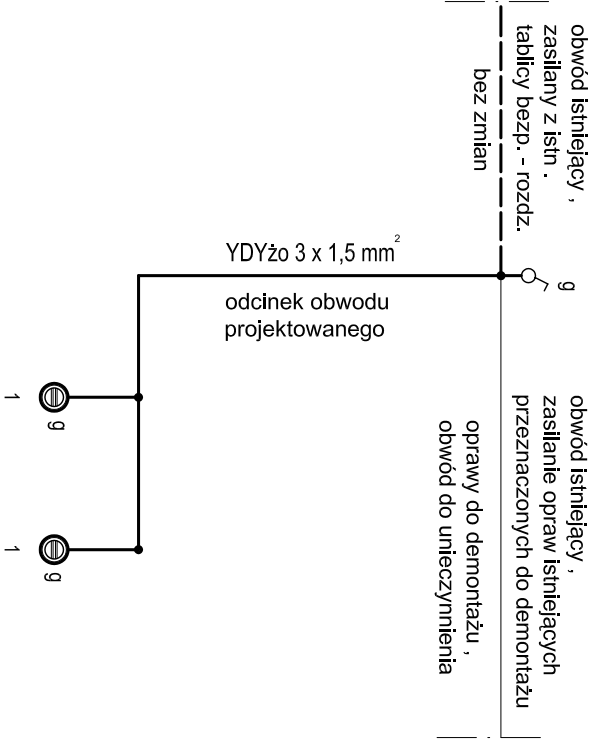 obwód istniejący ,
zasilany z istn .
tablicy bezp. - rozdz.
bez zmian
g
YDYżo 3 x 1,5 mm²
odcinek obwodu
projektowanego
obwód istniejący ,
zasilanie opraw istniejących
przeznaczonych do demontażu
oprawy do demontażu ,
obwód do unieczynnienia
1
g
1
g